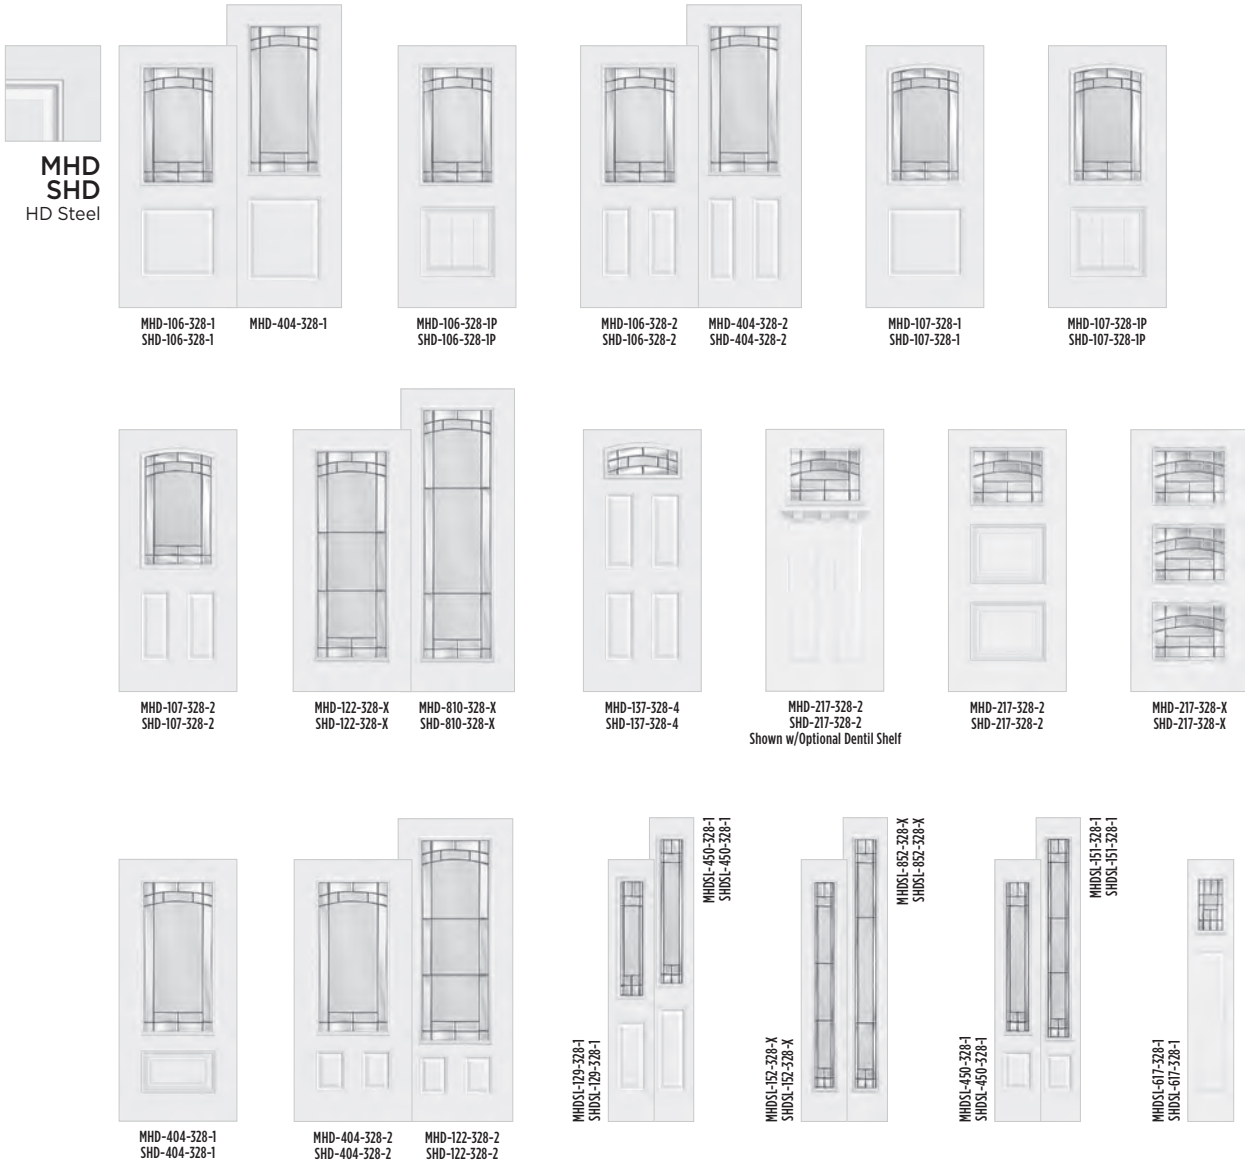 MHD
SHD
HD Steel
MHD-106-328-1
SHD-106-328-1
MHD-404-328-1
MHD-106-328-1P
SHD-106-328-1P
MHD-106-328-2
SHD-106-328-2
MHD-404-328-2
SHD-404-328-2
MHD-107-328-1
SHD-107-328-1
MHD-107-328-1P
SHD-107-328-1P
MHD-107-328-2
SHD-107-328-2
MHD-122-328-X
SHD-122-328-X
MHD-810-328-X
SHD-810-328-X
MHD-137-328-4
SHD-137-328-4
MHD-217-328-2
SHD-217-328-2
Shown w/Optional Dentil Shelf
MHD-217-328-2
SHD-217-328-2
MHD-217-328-X
SHD-217-328-X
MHD-404-328-1
SHD-404-328-1
MHD-404-328-2
SHD-404-328-2
MHD-122-328-2
SHD-122-328-2
MHDSL-129-328-1
SHDSL-129-328-1
MHDSL-450-328-1
SHDSL-450-328-1
MHDSL-152-328-X
SHDSL-152-328-X
MHDSL-852-328-X
SHDSL-852-328-X
MHDSL-450-328-1
SHDSL-450-328-1
MHDSL-151-328-1
SHDSL-151-328-1
MHDSL-617-328-1
SHDSL-617-328-1